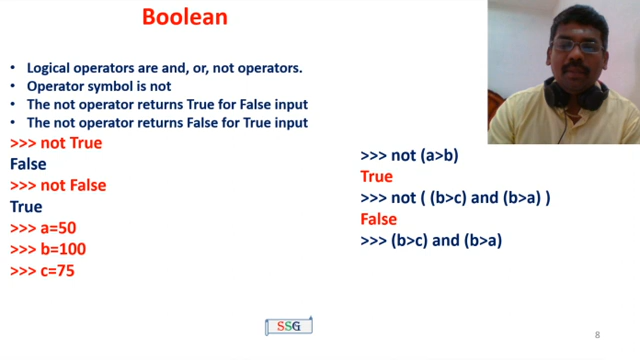 Boolean
• Logical operators are and, or, not operators.
• Operator symbol is not
• The not operator returns True for False input
• The not operator returns False for True input
>>> not True
False
>>> not False
True
>>> a=50
>>> b=100
>>> c=75
>>> not (a>b)
True
>>> not ( (b>c) and (b>a) )
False
>>> (b>c) and (b>a)
SSG
8